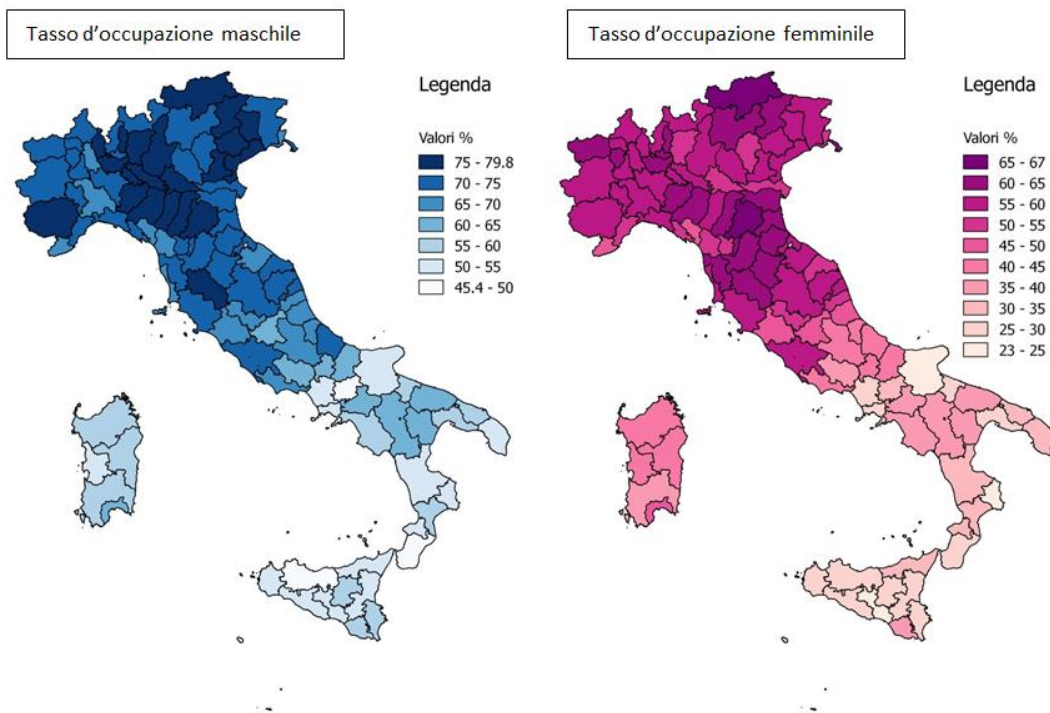 Tasso d'occupazione maschile
Legenda
Valori %
75 - 79.8
70 - 75
65 - 70
60 - 65
55 - 60
50 - 55
45.4 - 50
Tasso d'occupazione femminile
Legenda
Valori %
65 - 67
60 - 65
55 - 60
50 - 55
45 - 50
40 - 45
35 - 40
30 - 35
25 - 30
23 - 25